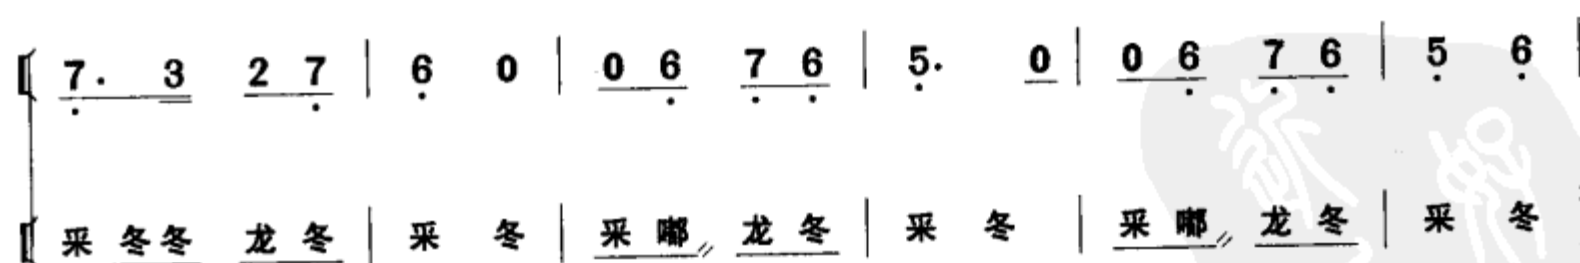 7. 3 2 7 | 6 0 | 0 6 7 6 | 5. 0 | 0 6 7 6 | 5 6
采 冬冬 龙 冬 | 采 冬 | 采 嘟 龙 冬 | 采 冬 | 采 嘟 龙 冬 | 采 冬